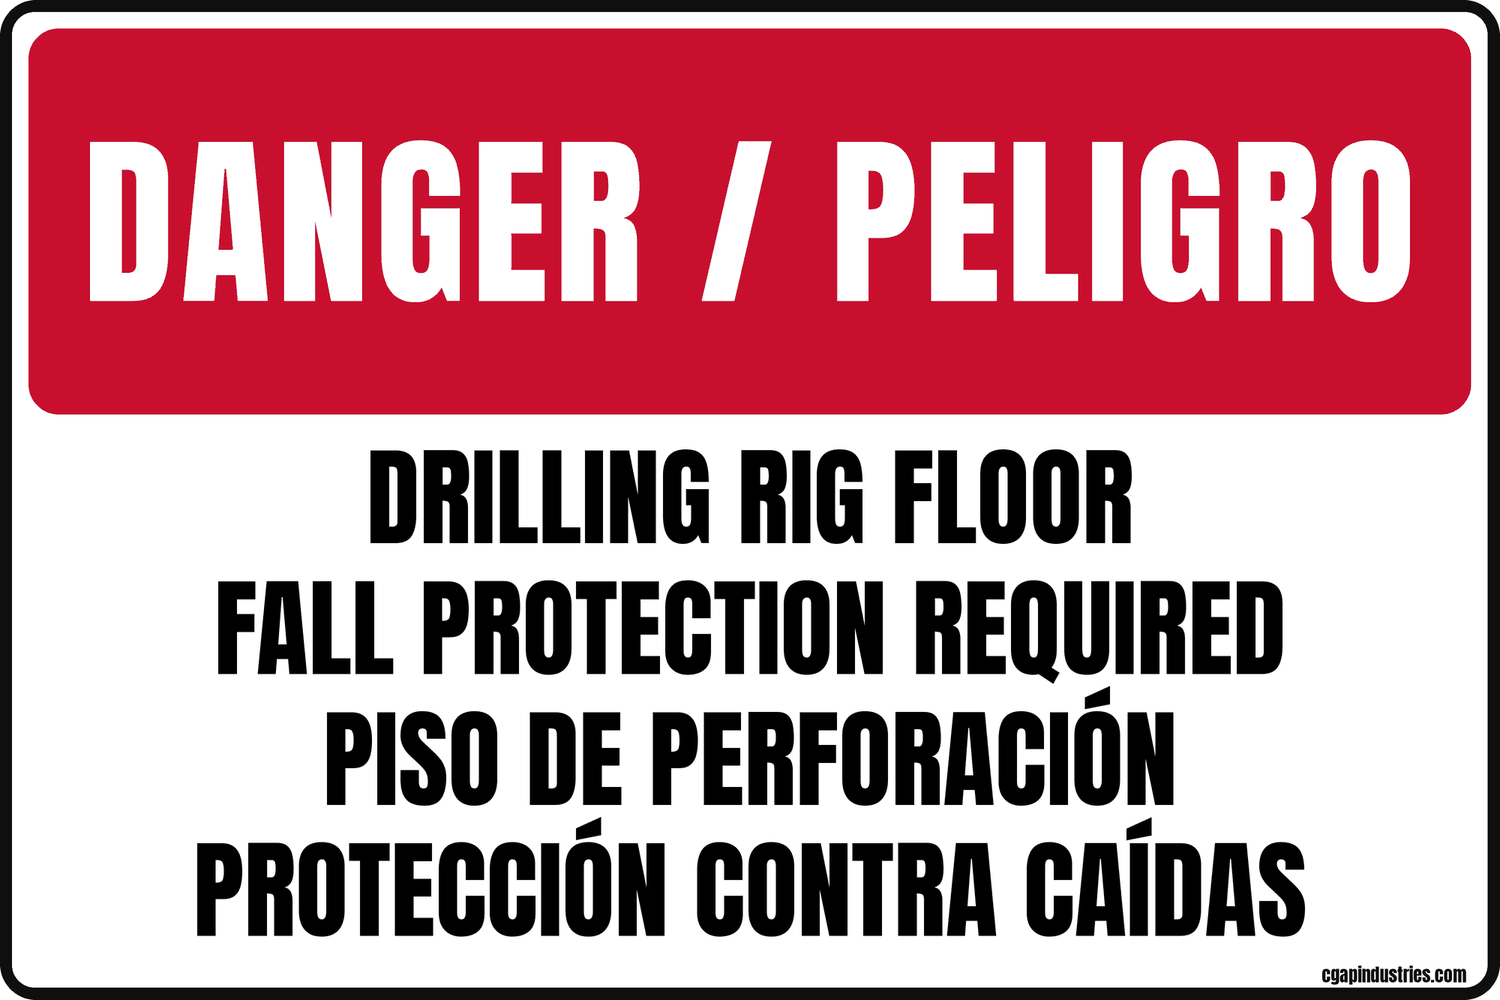 DANGER / PELIGRO
DRILLING RIG FLOOR
FALL PROTECTION REQUIRED
PISO DE PERFORACIÓN
PROTECCIÓN CONTRA CAÍDAS
cgapindustries.com